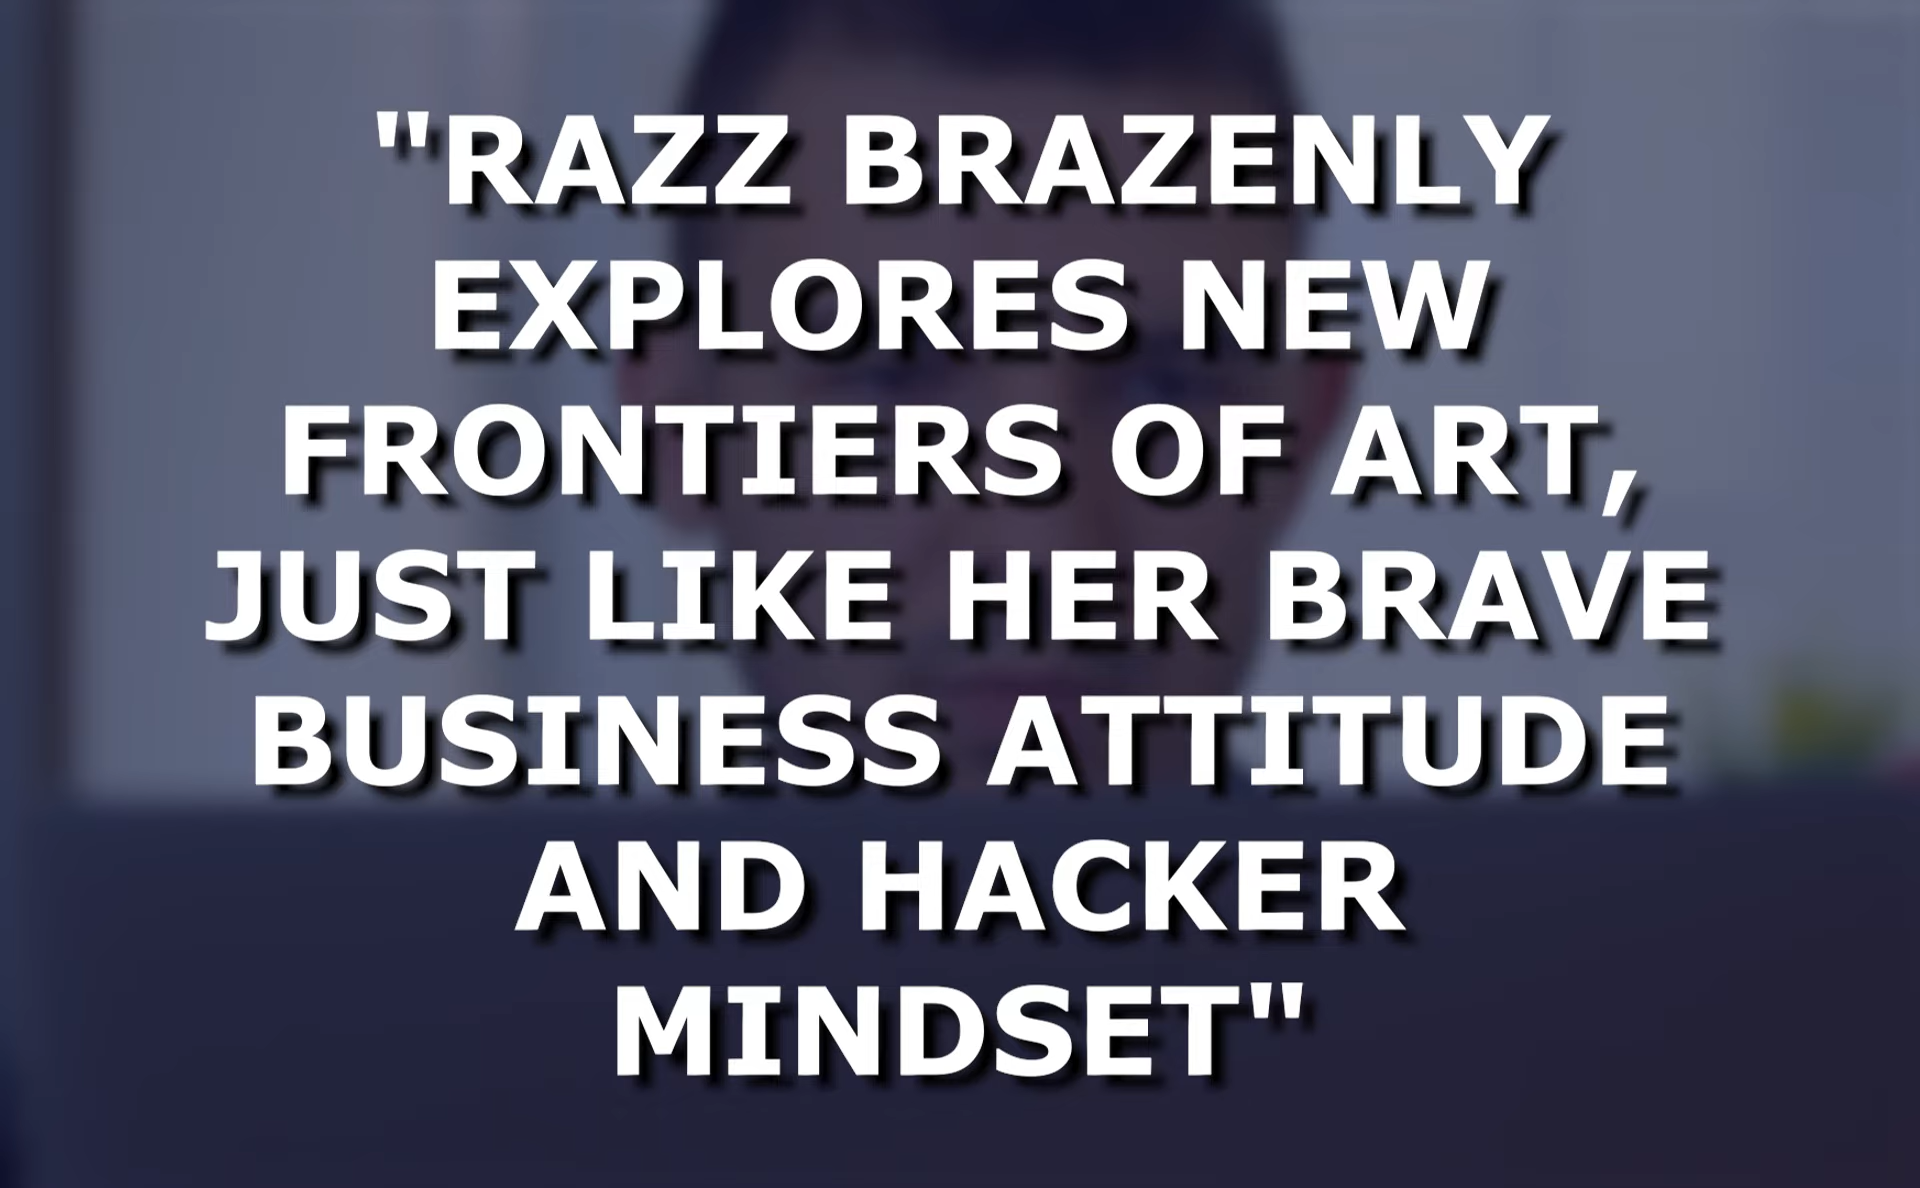 "RAZZ BRAZENLY
EXPLORES NEW
FRONTIERS OF ART,
JUST LIKE HER BRAVE
BUSINESS ATTITUDE
AND HACKER
MINDSET"